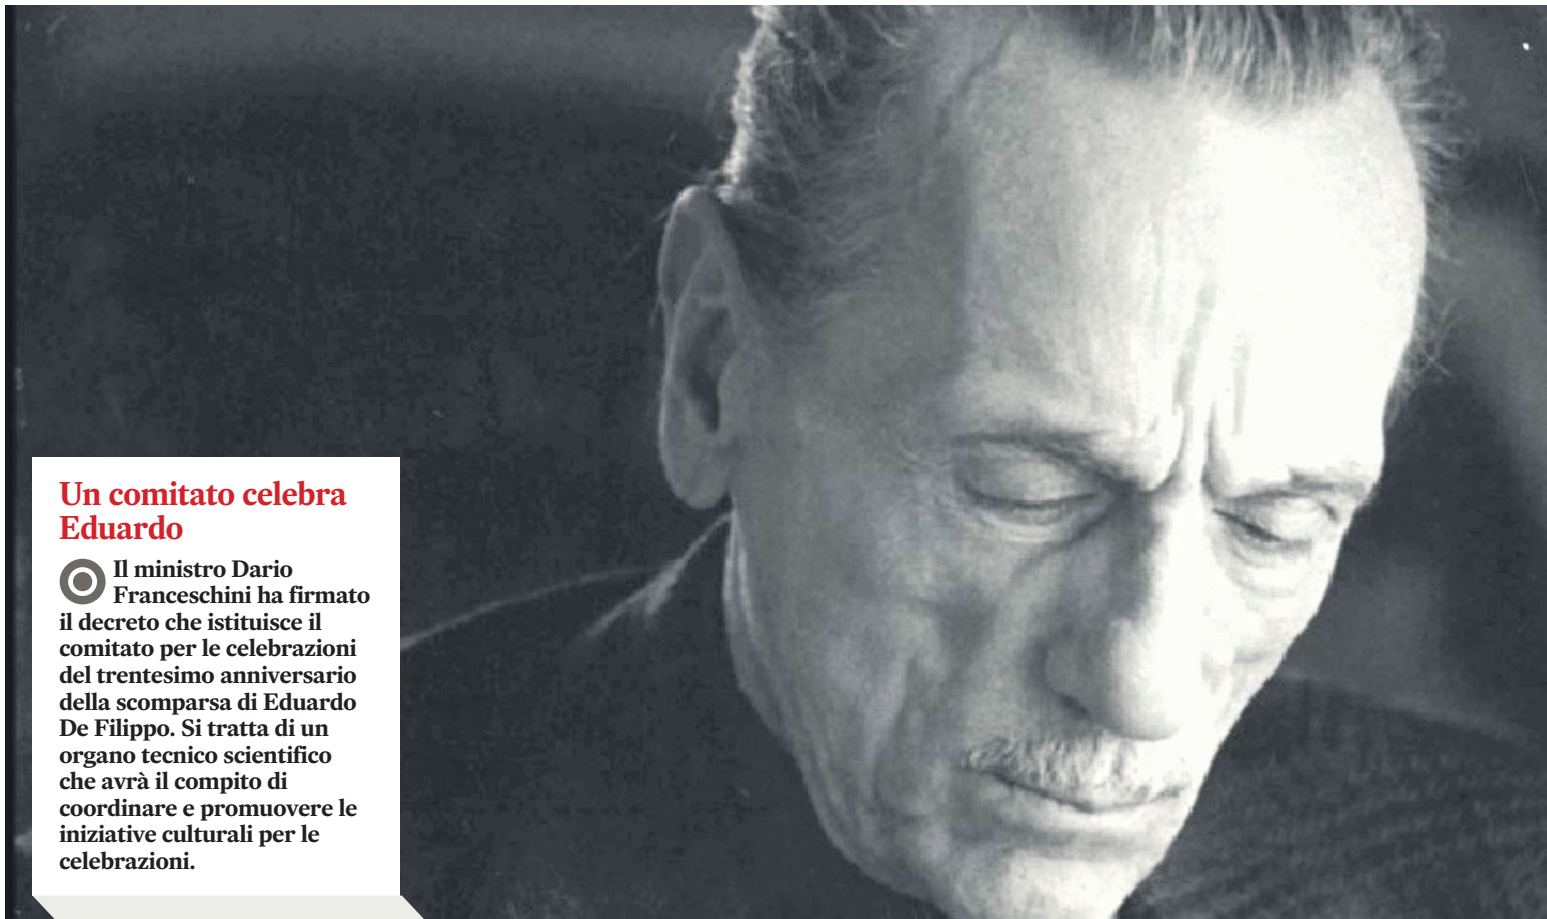 Un comitato celebra
Eduardo
Il ministro Dario
Franceschini ha firmato
il decreto che istituisce il
comitato per le celebrazioni
del trentesimo anniversario
della scomparsa di Eduardo
De Filippo. Si tratta di un
organo tecnico scientifico
che avrà il compito di
coordinare e promuovere le
iniziative culturali per le
celebrazioni.